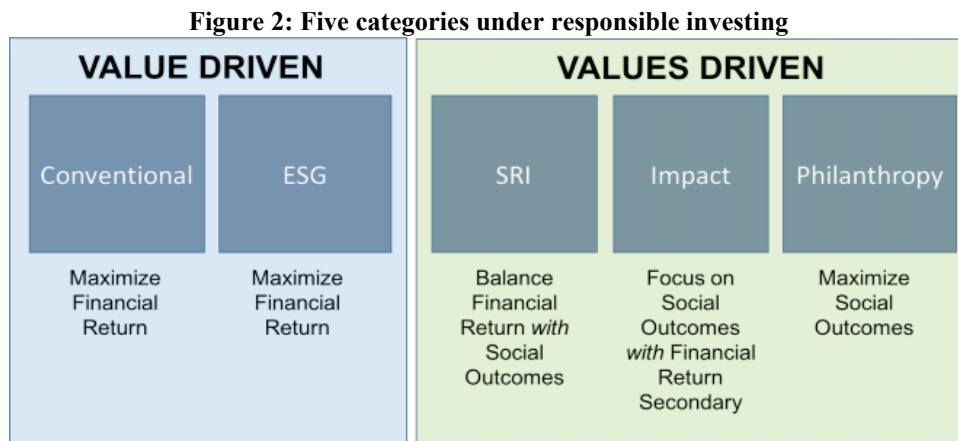 Figure 2: Five categories under responsible investing
VALUE DRIVEN
Conventional
ESG
Maximize
Financial
Return
Maximize
Financial
Return
VALUES DRIVEN
SRI
Impact
Philanthropy
Balance
Financial
Return with
Social
Outcomes
Focus on
Social
Outcomes
with Financial
Return
Secondary
Maximize
Social
Outcomes